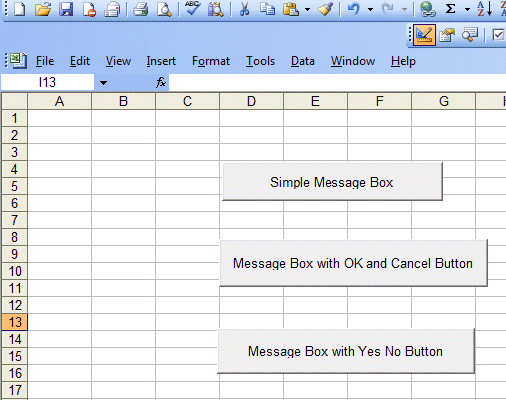 ABC
Σ
A
Z
File Edit View Insert Format Tools Data Window Help
I13 fx
A B C D E F G
1
2
3
4
Simple Message Box
5
6
7
8
9
Message Box with OK and Cancel Button
10
11
12
13
14
Message Box with Yes No Button
15
16
17